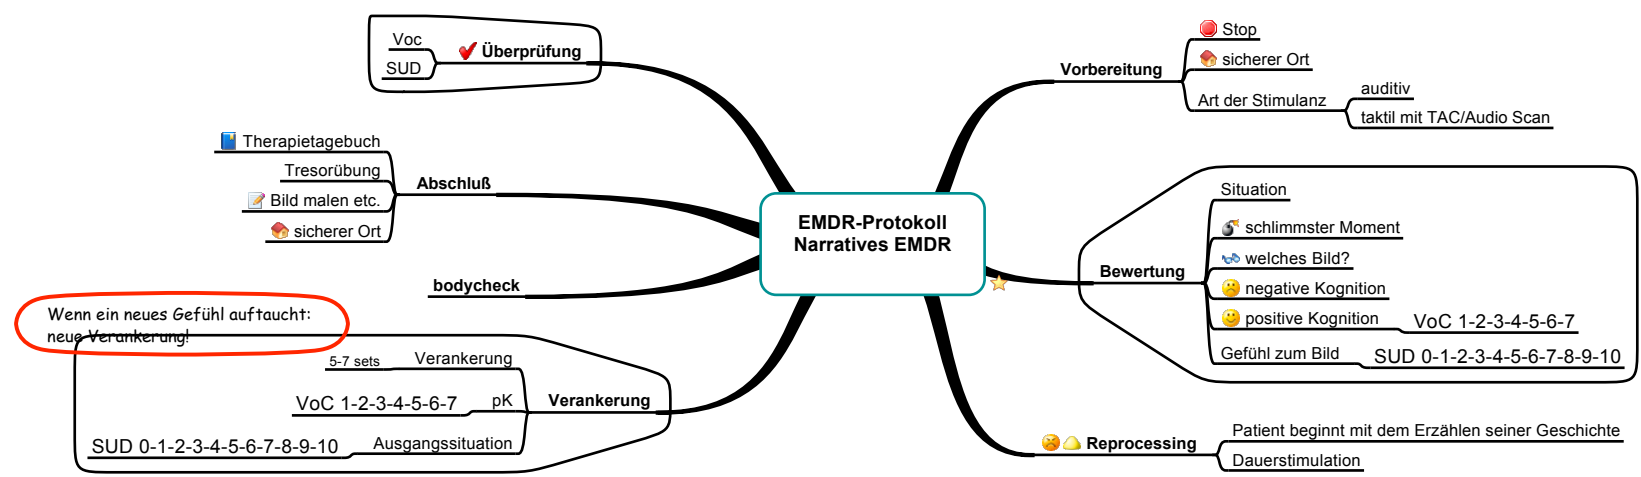 EMDR-Protokoll
Narratives EMDR
Vorbereitung
Stop
sicherer Ort
Art der Stimulanz
auditiv
taktil mit TAC/Audio Scan
Bewertung
Situation
schlimmster Moment
welches Bild?
negative Kognition
positive Kognition
VoC 1-2-3-4-5-6-7
Gefühl zum Bild
SUD 0-1-2-3-4-5-6-7-8-9-10
Reprocessing
Patient beginnt mit dem Erzählen seiner Geschichte
Dauerstimulation
Verankerung
Verankerung
5-7 sets
pK
VoC 1-2-3-4-5-6-7
Ausgangssituation
SUD 0-1-2-3-4-5-6-7-8-9-10
Wenn ein neues Gefühl auftaucht:
neue Verankerung!
bodycheck
Abschluß
Therapietagebuch
Tresorübung
Bild malen etc.
sicherer Ort
Überprüfung
Voc
SUD